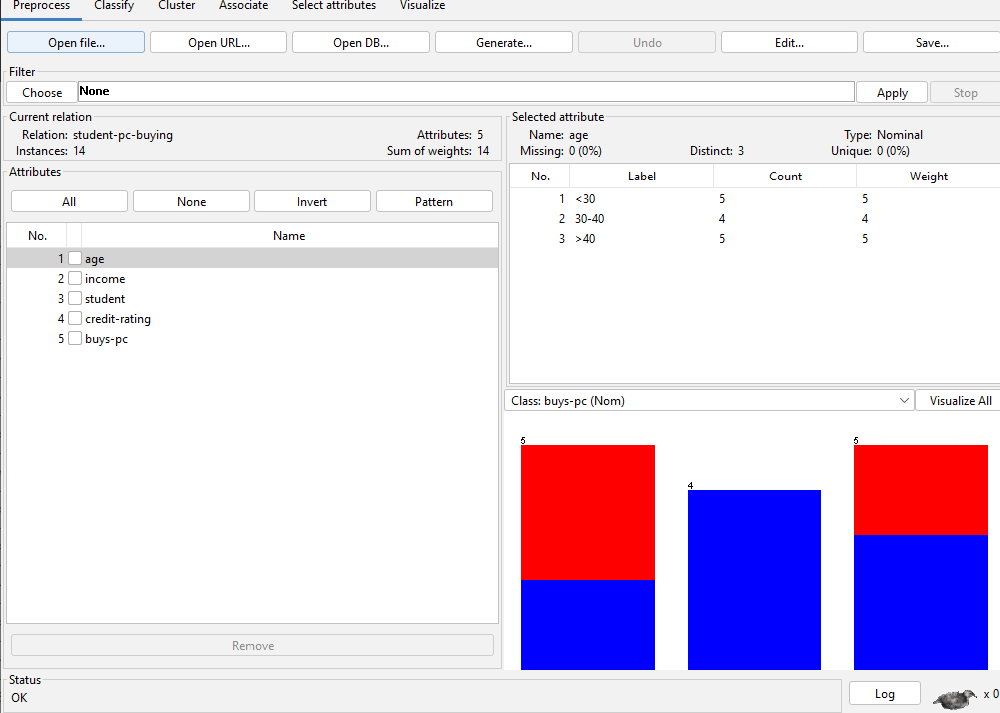 Preprocess Classify Cluster Associate Select attributes Visualize
Open file... Open URL... Open DB... Generate... Undo Edit... Save...
Filter
Choose None Apply Stop
Current relation
Relation: student-pc-buying Attributes: 5
Instances: 14 Sum of weights: 14
Attributes
All None Invert Pattern
No. Name
1 age
2 income
3 student
4 credit-rating
5 buys-pc
Remove
Selected attribute
Name: age Type: Nominal
Missing: 0 (0%) Distinct: 3 Unique: 0 (0%)
No. Label Count Weight
1 <30 5 5
2 30-40 4 4
3 >40 5 5
Class: buys-pc (Nom) Visualize All
5 4 5
Status
OK
Log x 0